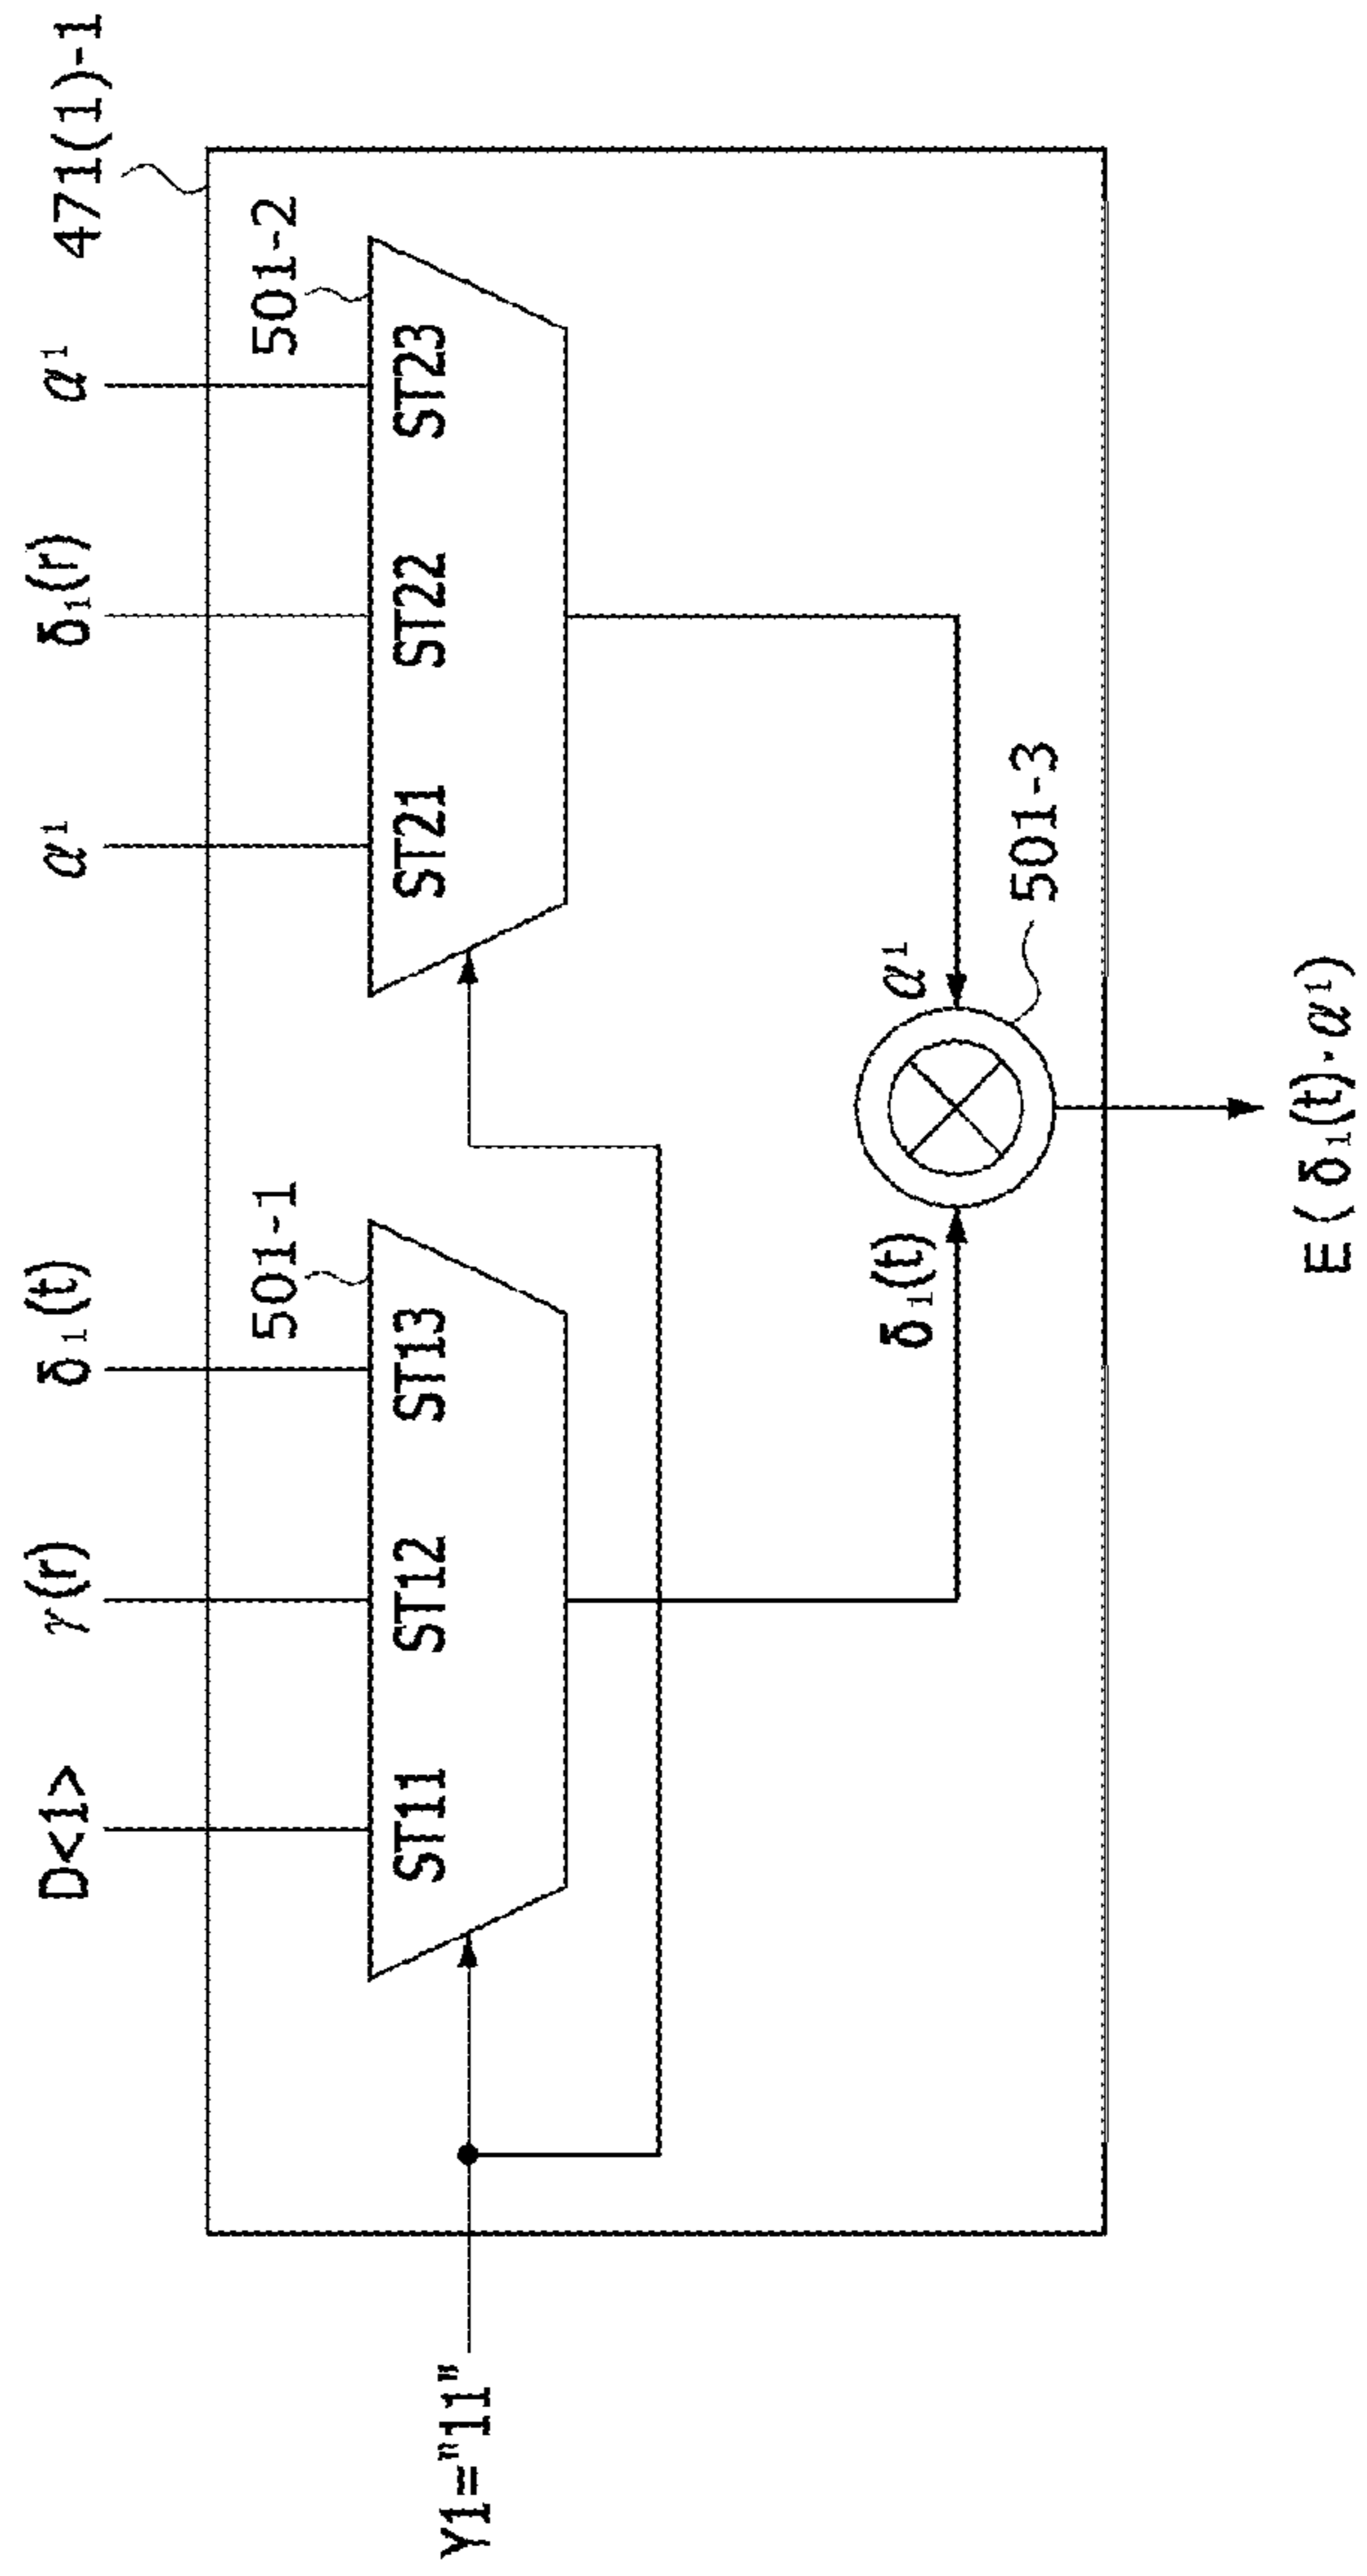 D<1> γ(r) δ₁(t) α¹ δ₁(r) α¹ 471(1)-1
501-1 501-2
ST11 ST12 ST13 ST21 ST22 ST23
Y1="11"
δ₁(t) α¹
501-3
E(δ₁(t)·α¹)